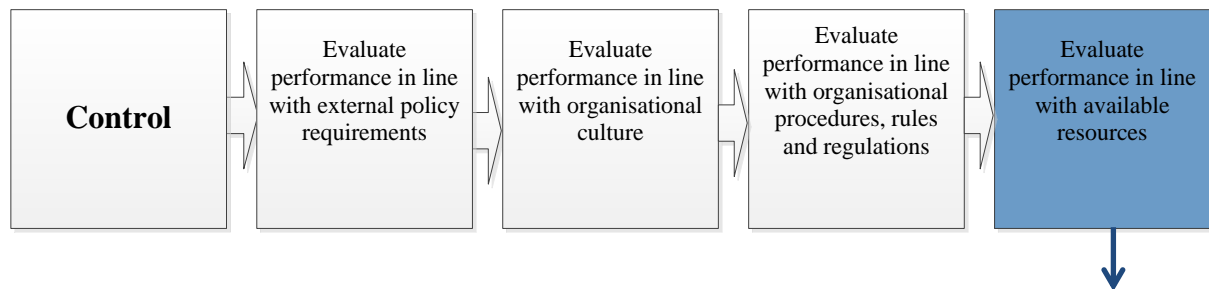 Control
Evaluate
performance in line
with external policy
requirements
Evaluate
performance in line
with organisational
culture
Evaluate
performance in line
with organisational
procedures, rules
and regulations
Evaluate
performance in line
with available
resources